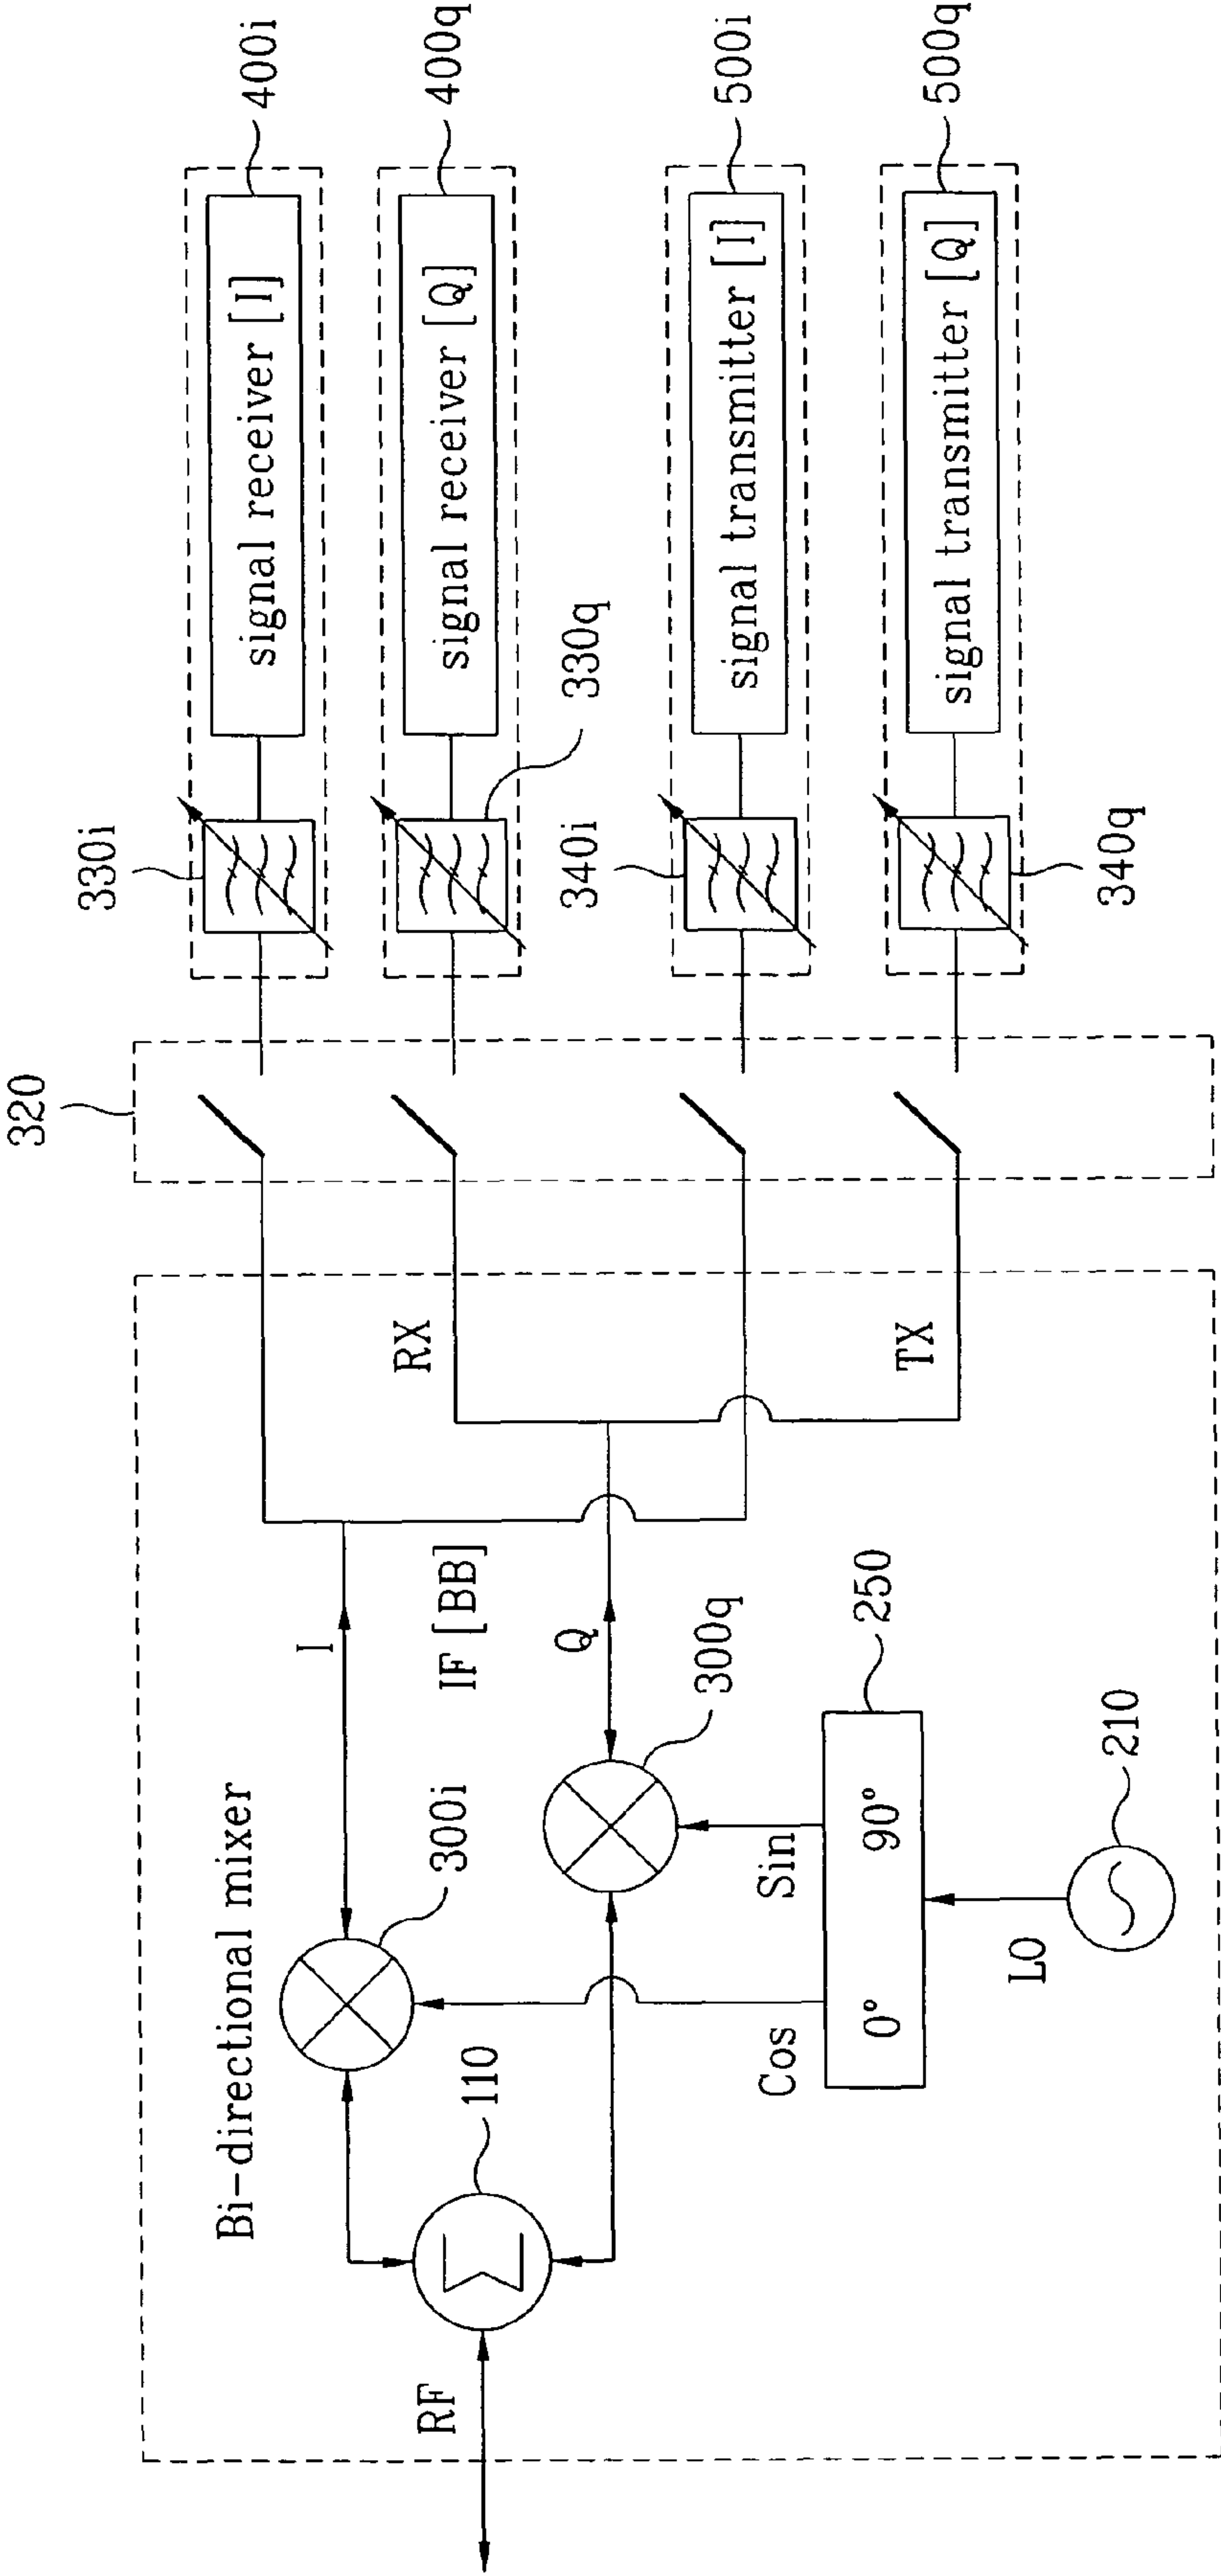 320
330i
400i
signal receiver [I]
400q
signal receiver [Q]
330q
340i
500i
signal transmitter [I]
500q
signal transmitter [Q]
340q
Bi-directional mixer
RF
110
300i
I
IF [BB]
RX
Q
300q
TX
Cos
Sin
0° 90°
250
LO
210